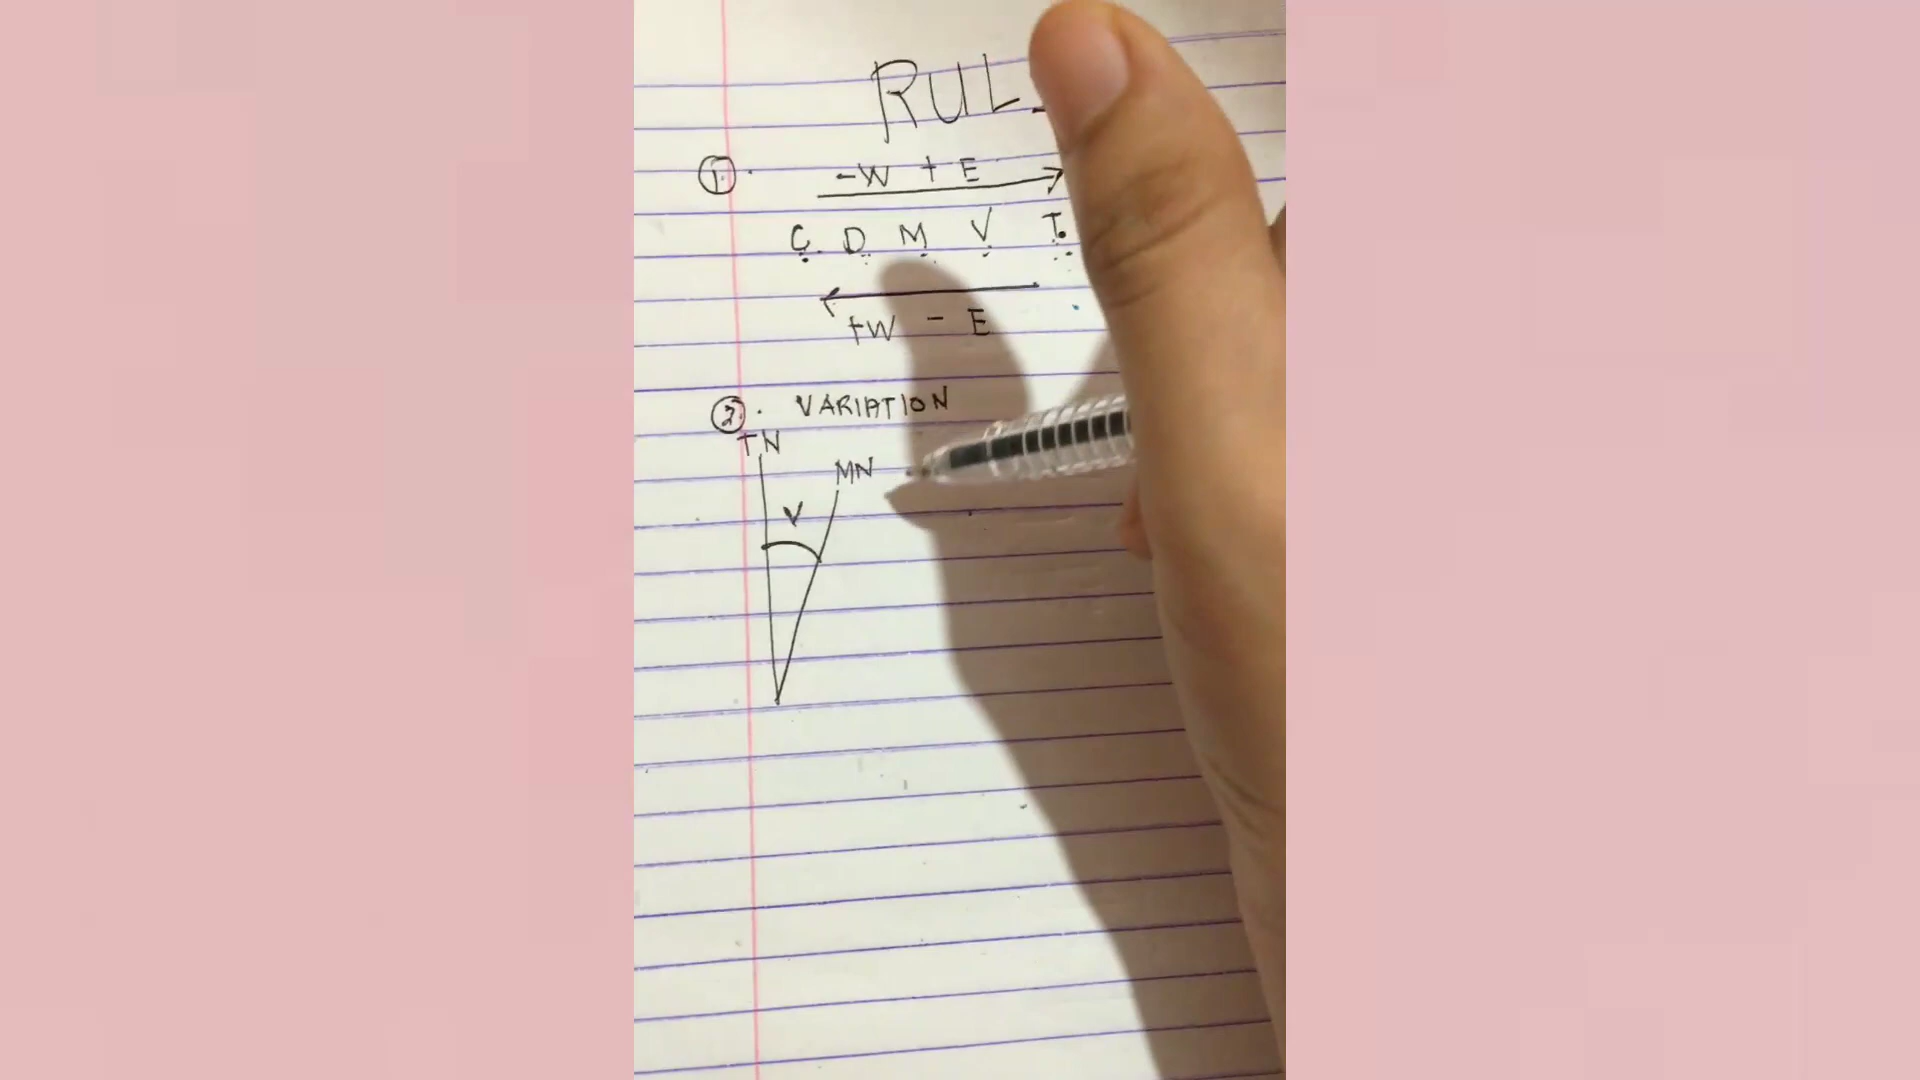 RUL
1. -W + E
C D M V T
+W - E
2. VARIATION
TN
MN
V